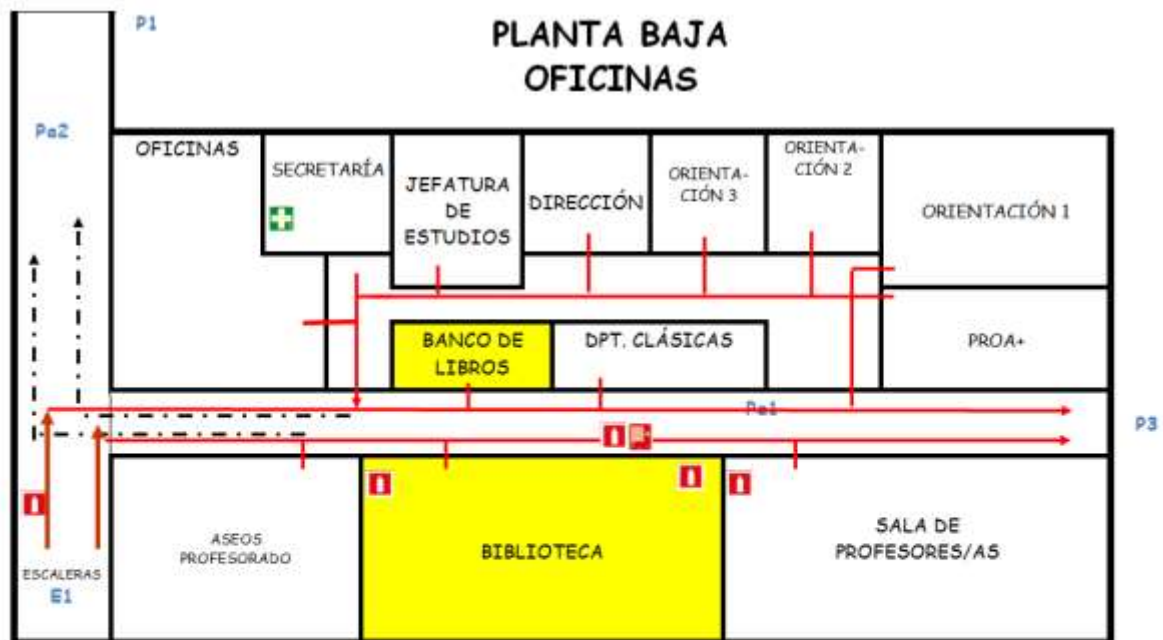 P1
PLANTA BAJA
OFICINAS
Pa2
OFICINAS
SECRETARÍA
JEFATURA
DE
ESTUDIOS
DIRECCIÓN
ORIENTA-
CIÓN 3
ORIENTA-
CIÓN 2
ORIENTACIÓN 1
BANCO DE
LIBROS
DPT. CLÁSICAS
PROA+
Pa1
P3
ASEOS
PROFESORADO
BIBLIOTECA
SALA DE
PROFESORES/AS
ESCALERAS
E1